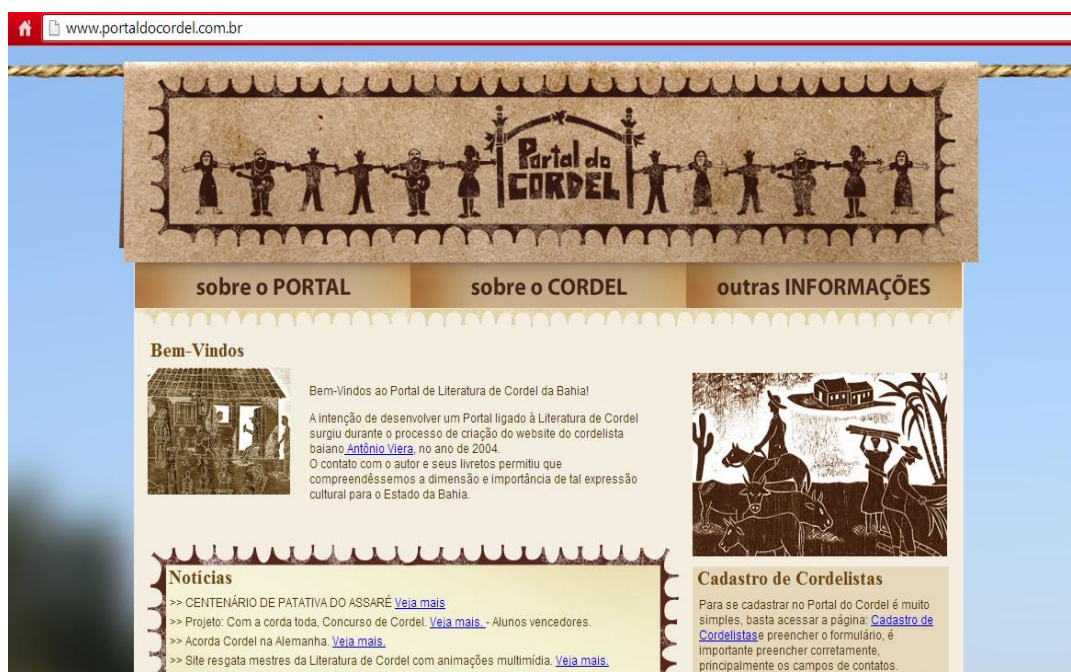 www.portaldocordel.com.br
Portal do
CORDEL
sobre o PORTAL
sobre o CORDEL
outras INFORMAÇÕES
Bem-Vindos
Bem-Vindos ao Portal de Literatura de Cordel da Bahia!
A intenção de desenvolver um Portal ligado à Literatura de Cordel
surgiu durante o processo de criação do website do cordelista
baiano Antônio Viera, no ano de 2004.
O contato com o autor e seus livretos permitiu que
compreendêssemos a dimensão e importância de tal expressão
cultural para o Estado da Bahia.
Notícias
>> CENTENÁRIO DE PATATIVA DO ASSARÉ Veja mais
>> Projeto: Com a corda toda, Concurso de Cordel. Veja mais. - Alunos vencedores.
>> Acorda Cordel na Alemanha. Veja mais.
>> Site resgata mestres da Literatura de Cordel com animações multimídia. Veja mais.
Cadastro de Cordelistas
Para se cadastrar no Portal do Cordel é muito
simples, basta acessar a página: Cadastro de
Cordelistase preencher o formulário, é
importante preencher corretamente,
principalmente os campos de contatos.